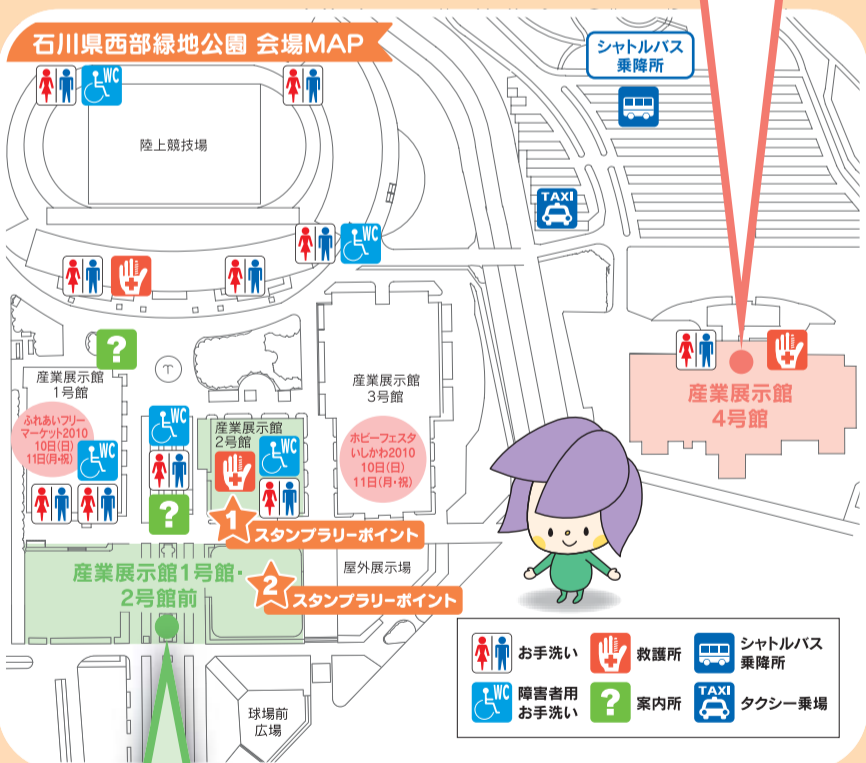 石川県西部緑地公園 会場MAP
シャトルバス
乗降所
WC
陸上競技場
TAXI
WC
?
産業展示館
1号館
ふれあいフリー
マーケット2010
10日(日)
11日(月・祝)
WC
WC
?
産業展示館
2号館
WC
産業展示館
3号館
ホビーフェスタ
いしかわ2010
10日(日)
11日(月・祝)
産業展示館
4号館
1
スタンプラリーポイント
産業展示館1号館・
2号館前
2
スタンプラリーポイント
屋外展示場
球場前
広場
お手洗い
救護所
シャトルバス
乗降所
WC
障害者用
お手洗い
?
案内所
TAXI
タクシー乗場